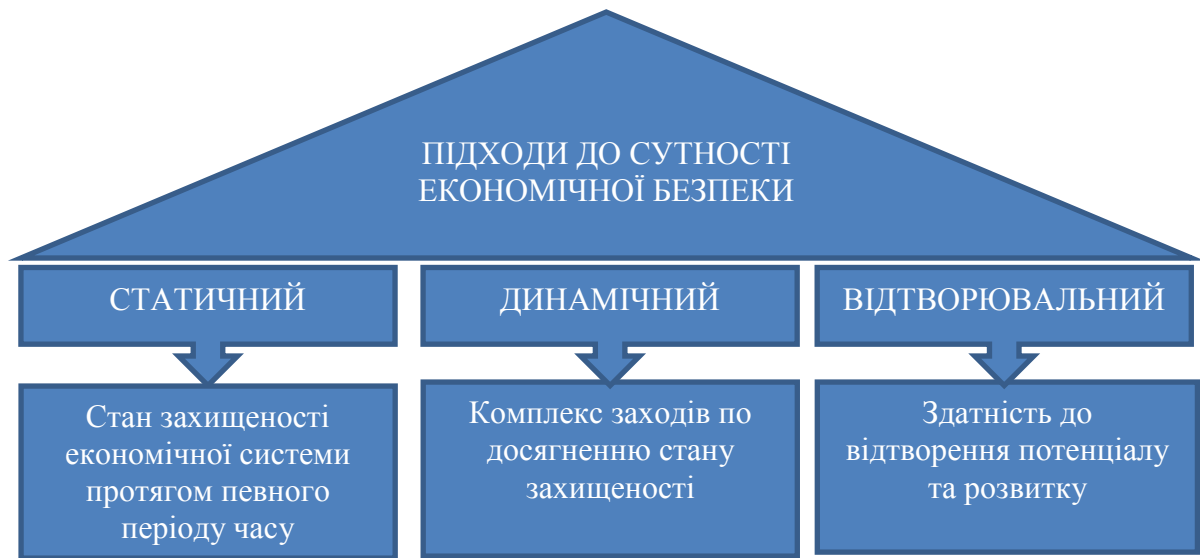 ПІДХОДИ ДО СУТНОСТІ
ЕКОНОМІЧНОЇ БЕЗПЕКИ
СТАТИЧНИЙ
ДИНАМІЧНИЙ
ВІДТВОРЮВАЛЬНИЙ
Стан захищеності
економічної системи
протягом певного
періоду часу
Комплекс заходів по
досягненню стану
захищеності
Здатність до
відтворення потенціалу
та розвитку